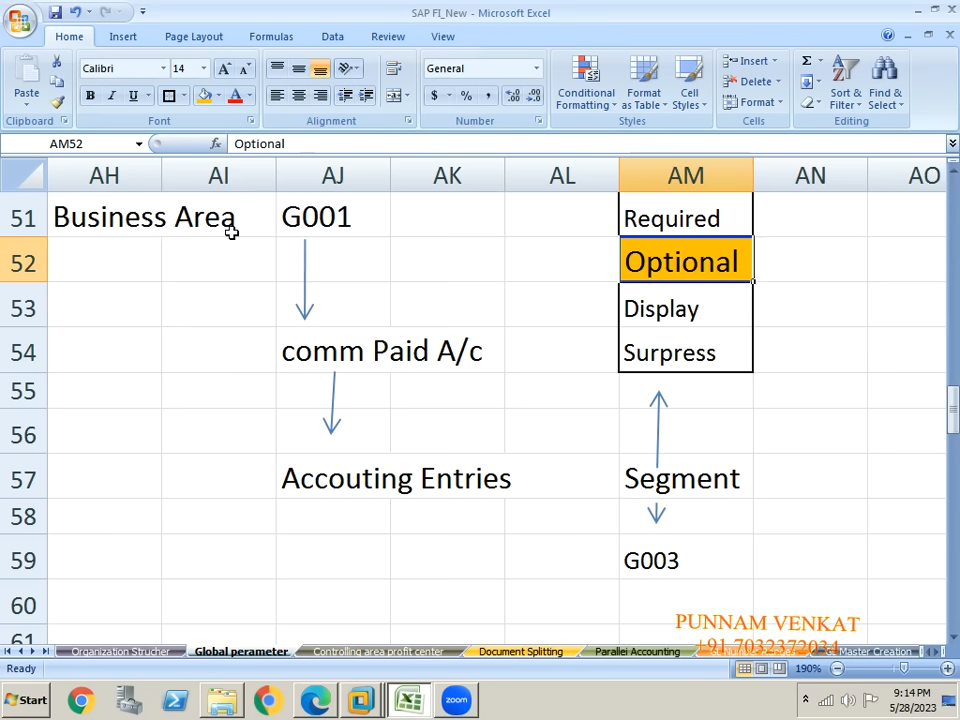 SAP FI_New - Microsoft Excel
Home Insert Page Layout Formulas Data Review View
Paste
Calibri 14
B I U
General
$ % ,
Conditional Formatting
Format as Table
Cell Styles
Insert
Delete
Format
Sort & Filter
Find & Select
Clipboard Font Alignment Number Styles Cells Editing
AM52 fx Optional
AH AI AJ AK AL AM AN AO
51 Business Area G001 Required
52 Optional
53 Display
54 comm Paid A/c Surpress
55
56
57 Accouting Entries Segment
58
59 G003
60
61
PUNNAM VENKAT
+91 7032372034
Organization Strucher Global perameter Controlling area profit center Document Splitting Parallel Accounting Master Creation
Ready 190%
Start zoom 9:14 PM
5/28/2023